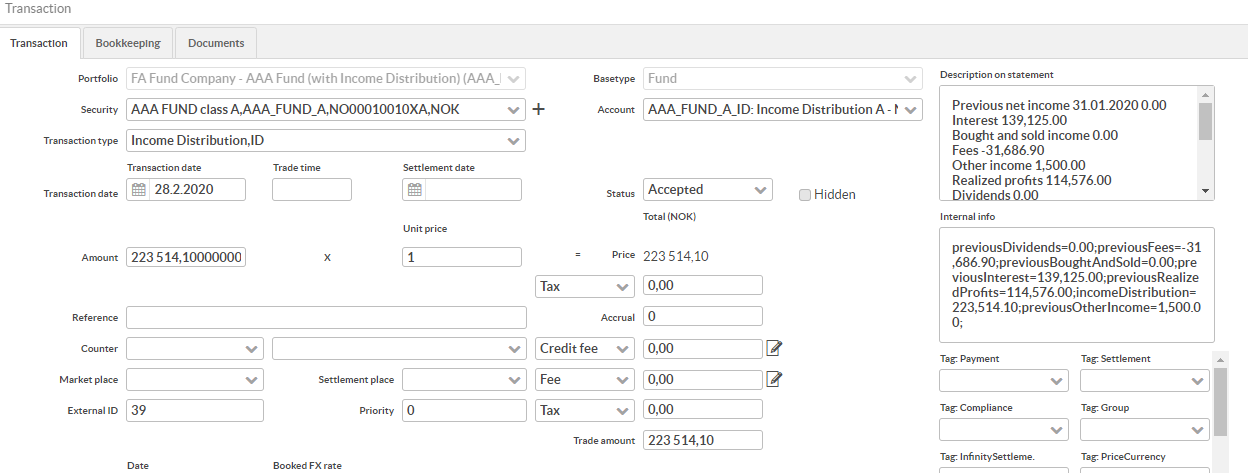 Transaction
Transaction Bookkeeping Documents
Portfolio FA Fund Company - AAA Fund (with Income Distribution) (AAA_ Basetype Fund
Security AAA FUND class A,AAA_FUND_A,NO00010010XA,NOK Account AAA_FUND_A_ID: Income Distribution A -
Transaction type Income Distribution,ID
Transaction date Trade time Settlement date
Transaction date 28.2.2020 Status Accepted Hidden
Total (NOK)
Unit price
Amount 223 514,10000000 x 1 = Price 223 514,10
Tax 0,00
Reference Accrual 0
Counter Credit fee 0,00
Market place Settlement place Fee 0,00
External ID 39 Priority 0 Tax 0,00
Trade amount 223 514,10
Date Booked FX rate
Description on statement
Previous net income 31.01.2020 0.00
Interest 139,125.00
Bought and sold income 0.00
Fees -31,686.90
Other income 1,500.00
Realized profits 114,576.00
Dividends 0.00
Internal info
previousDividends=0.00;previousFees=-31
,686.90;previousBoughtAndSold=0.00;pre
viousInterest=139,125.00;previousRealize
dProfits=114,576.00;incomeDistribution=
223,514.10;previousOtherIncome=1,500.0
0;
Tag: Payment Tag: Settlement
Tag: Compliance Tag: Group
Tag: InfinitySettleme. Tag: PriceCurrency